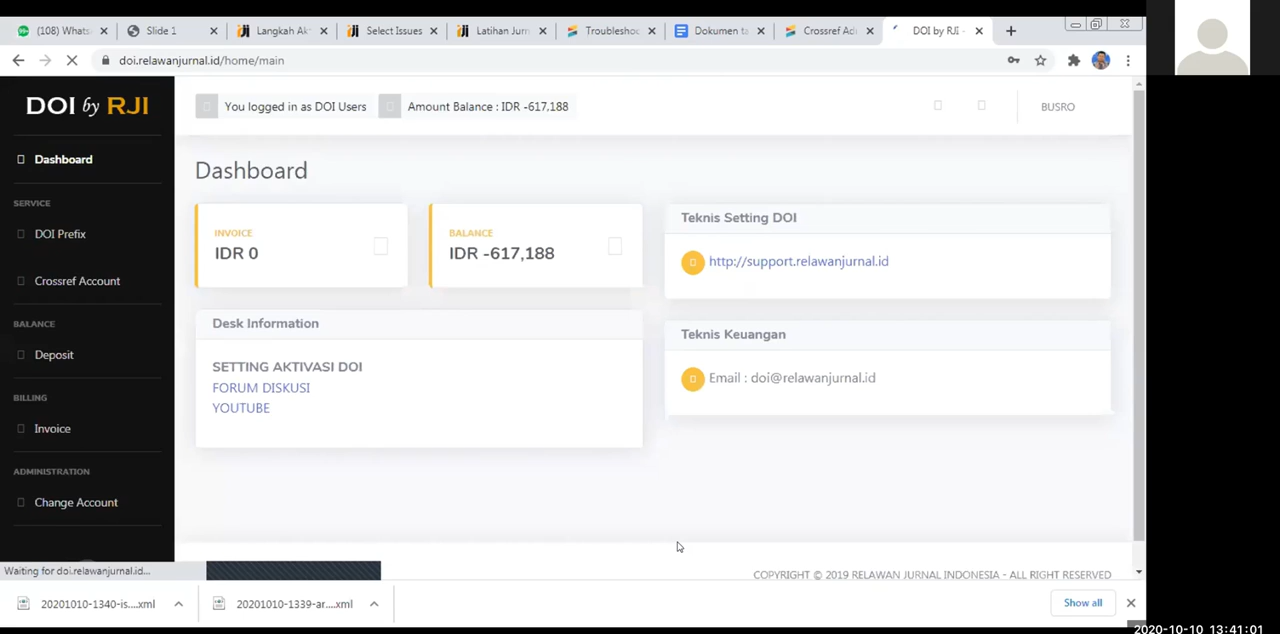 (108) Whats
Slide 1
Langkah Ak
Select Issues
Latihan Jurn
Troubleshoo
Dokumen ta
Crossref Ad
DOI by RJI -
doi.relawanjurnal.id/home/main
DOI by RJI
You logged in as DOI Users
Amount Balance : IDR -617,188
BUSRO
Dashboard
SERVICE
DOI Prefix
Crossref Account
BALANCE
Deposit
BILLING
Invoice
ADMINISTRATION
Change Account
Dashboard
INVOICE
IDR 0
BALANCE
IDR -617,188
Teknis Setting DOI
http://support.relawanjurnal.id
Desk Information
SETTING AKTIVASI DOI
FORUM DISKUSI
YOUTUBE
Teknis Keuangan
Email : doi@relawanjurnal.id
COPYRIGHT © 2019 RELAWAN JURNAL INDONESIA - ALL RIGHT RESERVED
Waiting for doi.relawanjurnal.id...
20201010-1340-is....xml
20201010-1339-ar....xml
Show all
2020-10-10 13:41:01